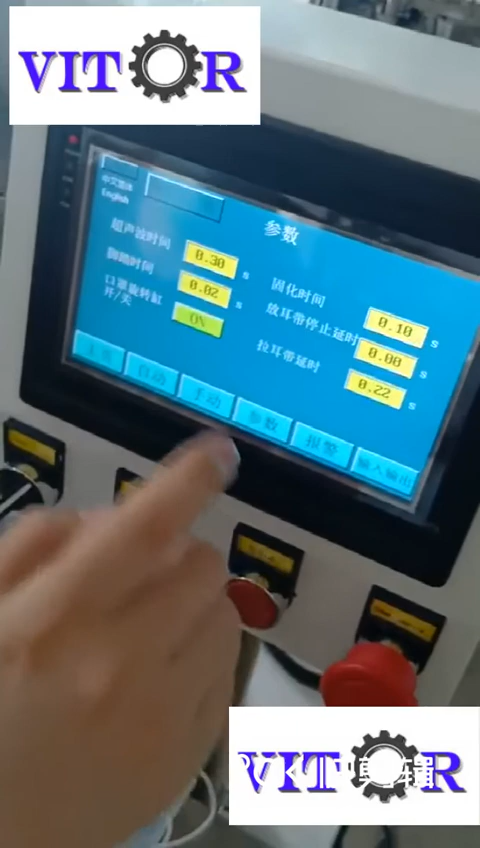 VITOR
中文简体
English
参数
超声波时间 0.30 s
脚踏时间 0.02 s
口罩旋转缸
开/关 ON
固化时间 0.10 s
放耳带停止延时 0.00 s
拉耳带延时 0.22 s
主页 自动 手动 参数 报警 输入输出
VITOR